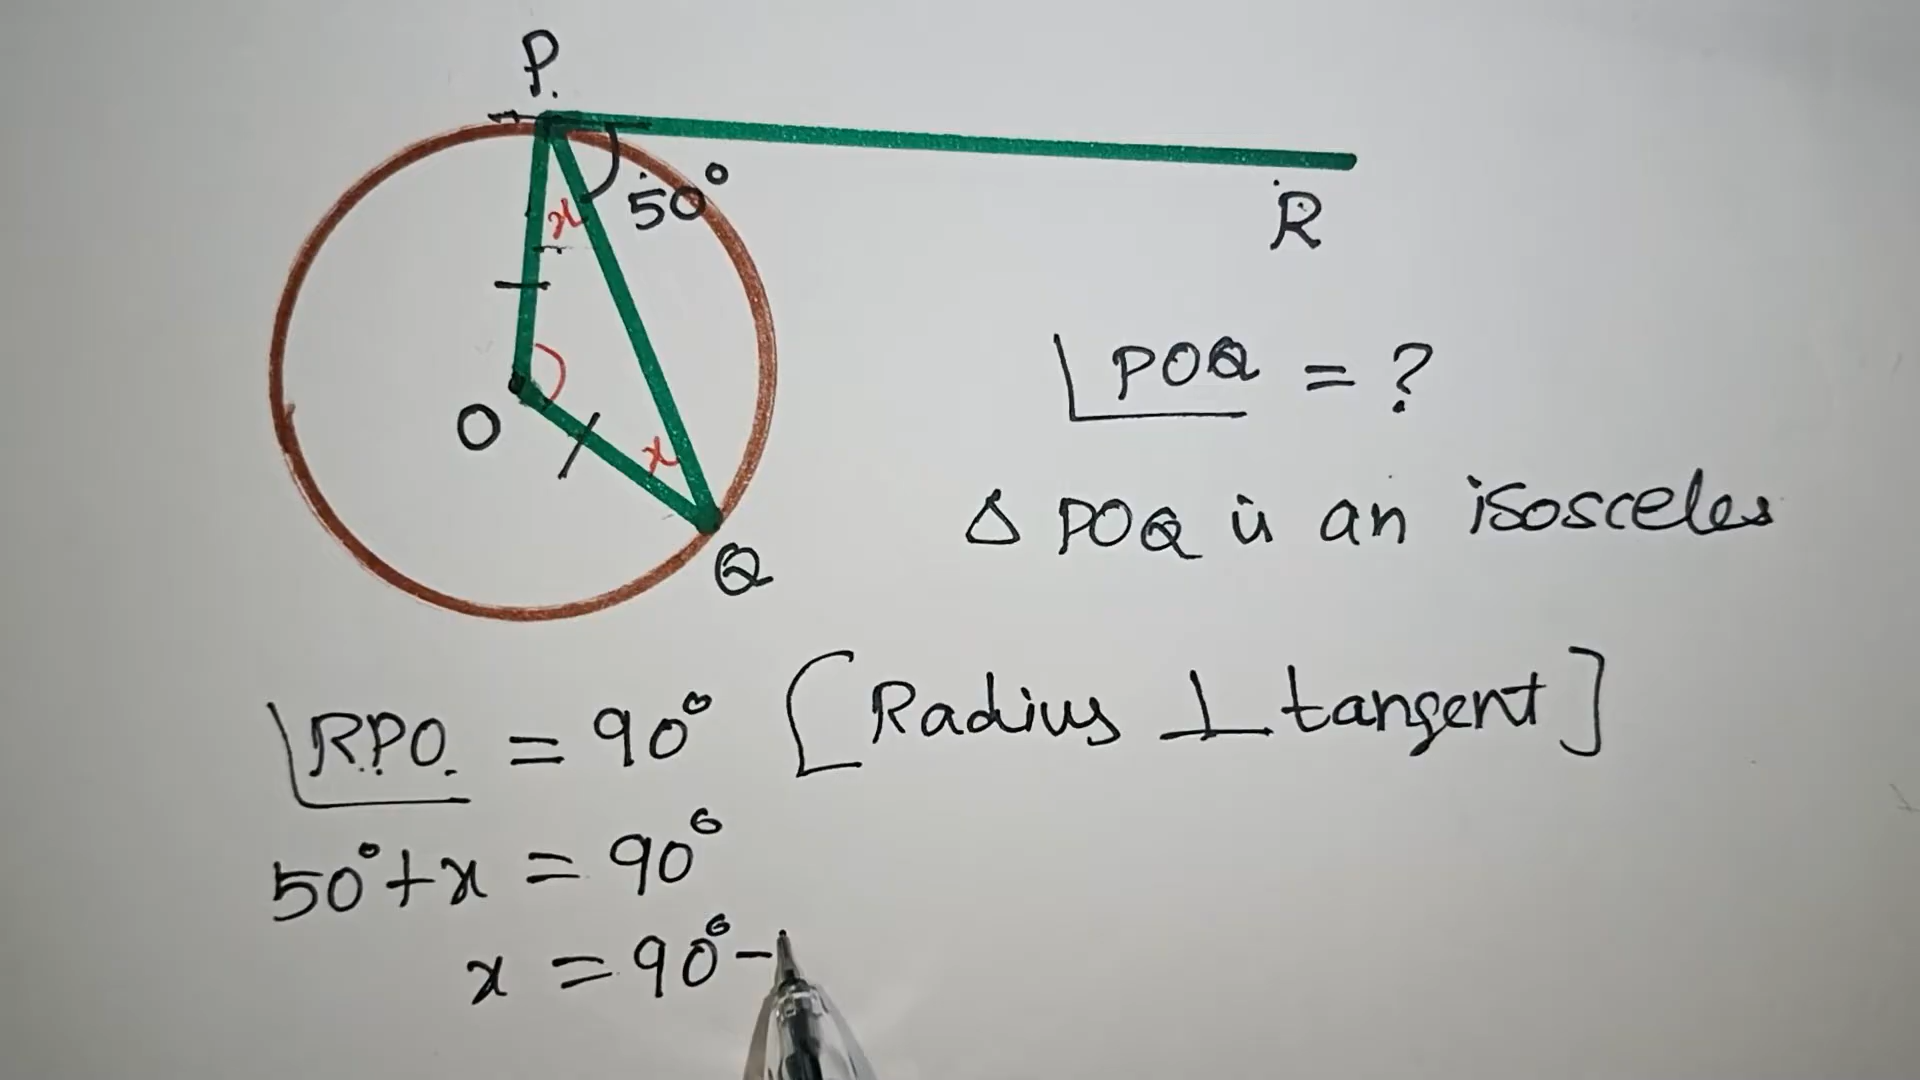 P
50°
x
R
O
x
Q
∠POQ = ?
Δ POQ is an isosceles
∠RPO = 90° [Radius ⊥ tangent]
50° + x = 90°
x = 90° -